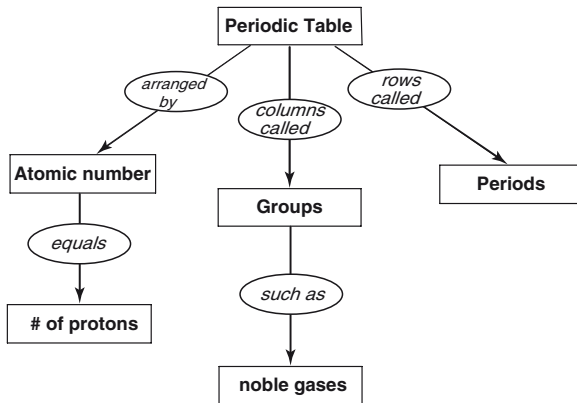 Periodic Table
arranged
by
columns
called
rows
called
Atomic number
Groups
Periods
equals
such as
# of protons
noble gases